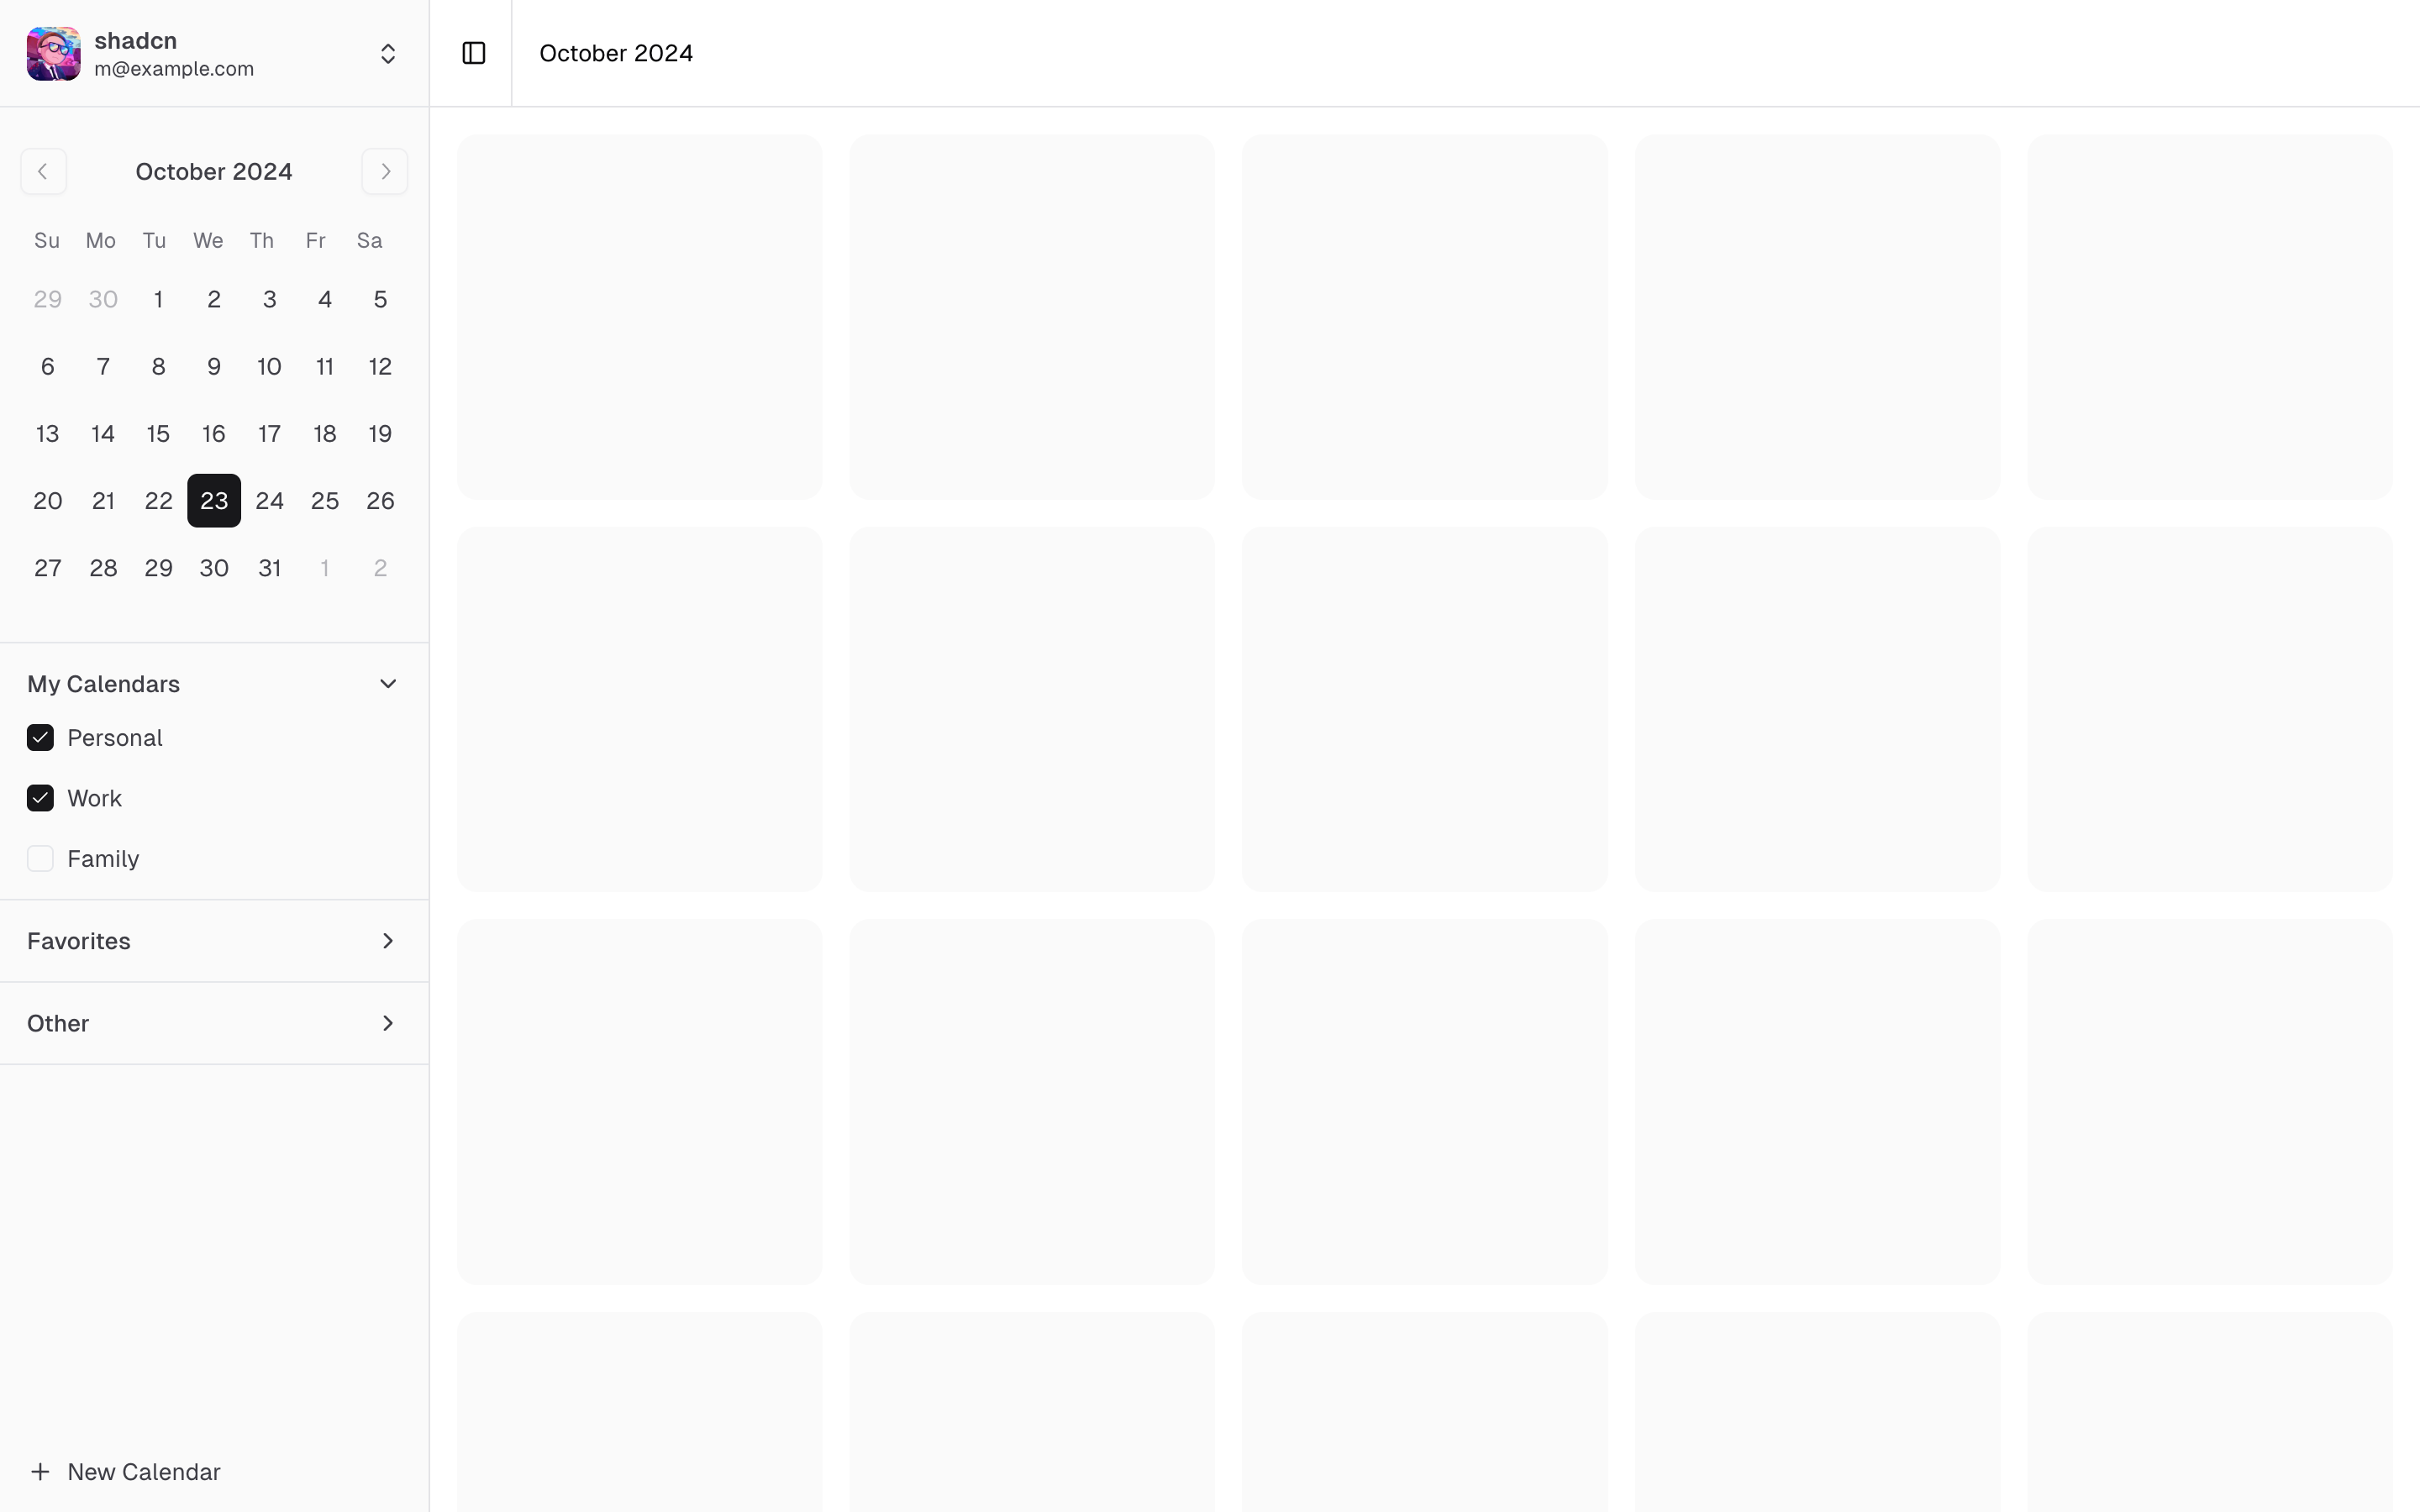 shadcn
m@example.com
October 2024
October 2024
Su Mo Tu We Th Fr Sa
29 30 1 2 3 4 5
6 7 8 9 10 11 12
13 14 15 16 17 18 19
20 21 22 23 24 25 26
27 28 29 30 31 1 2
My Calendars
Personal
Work
Family
Favorites
Other
New Calendar